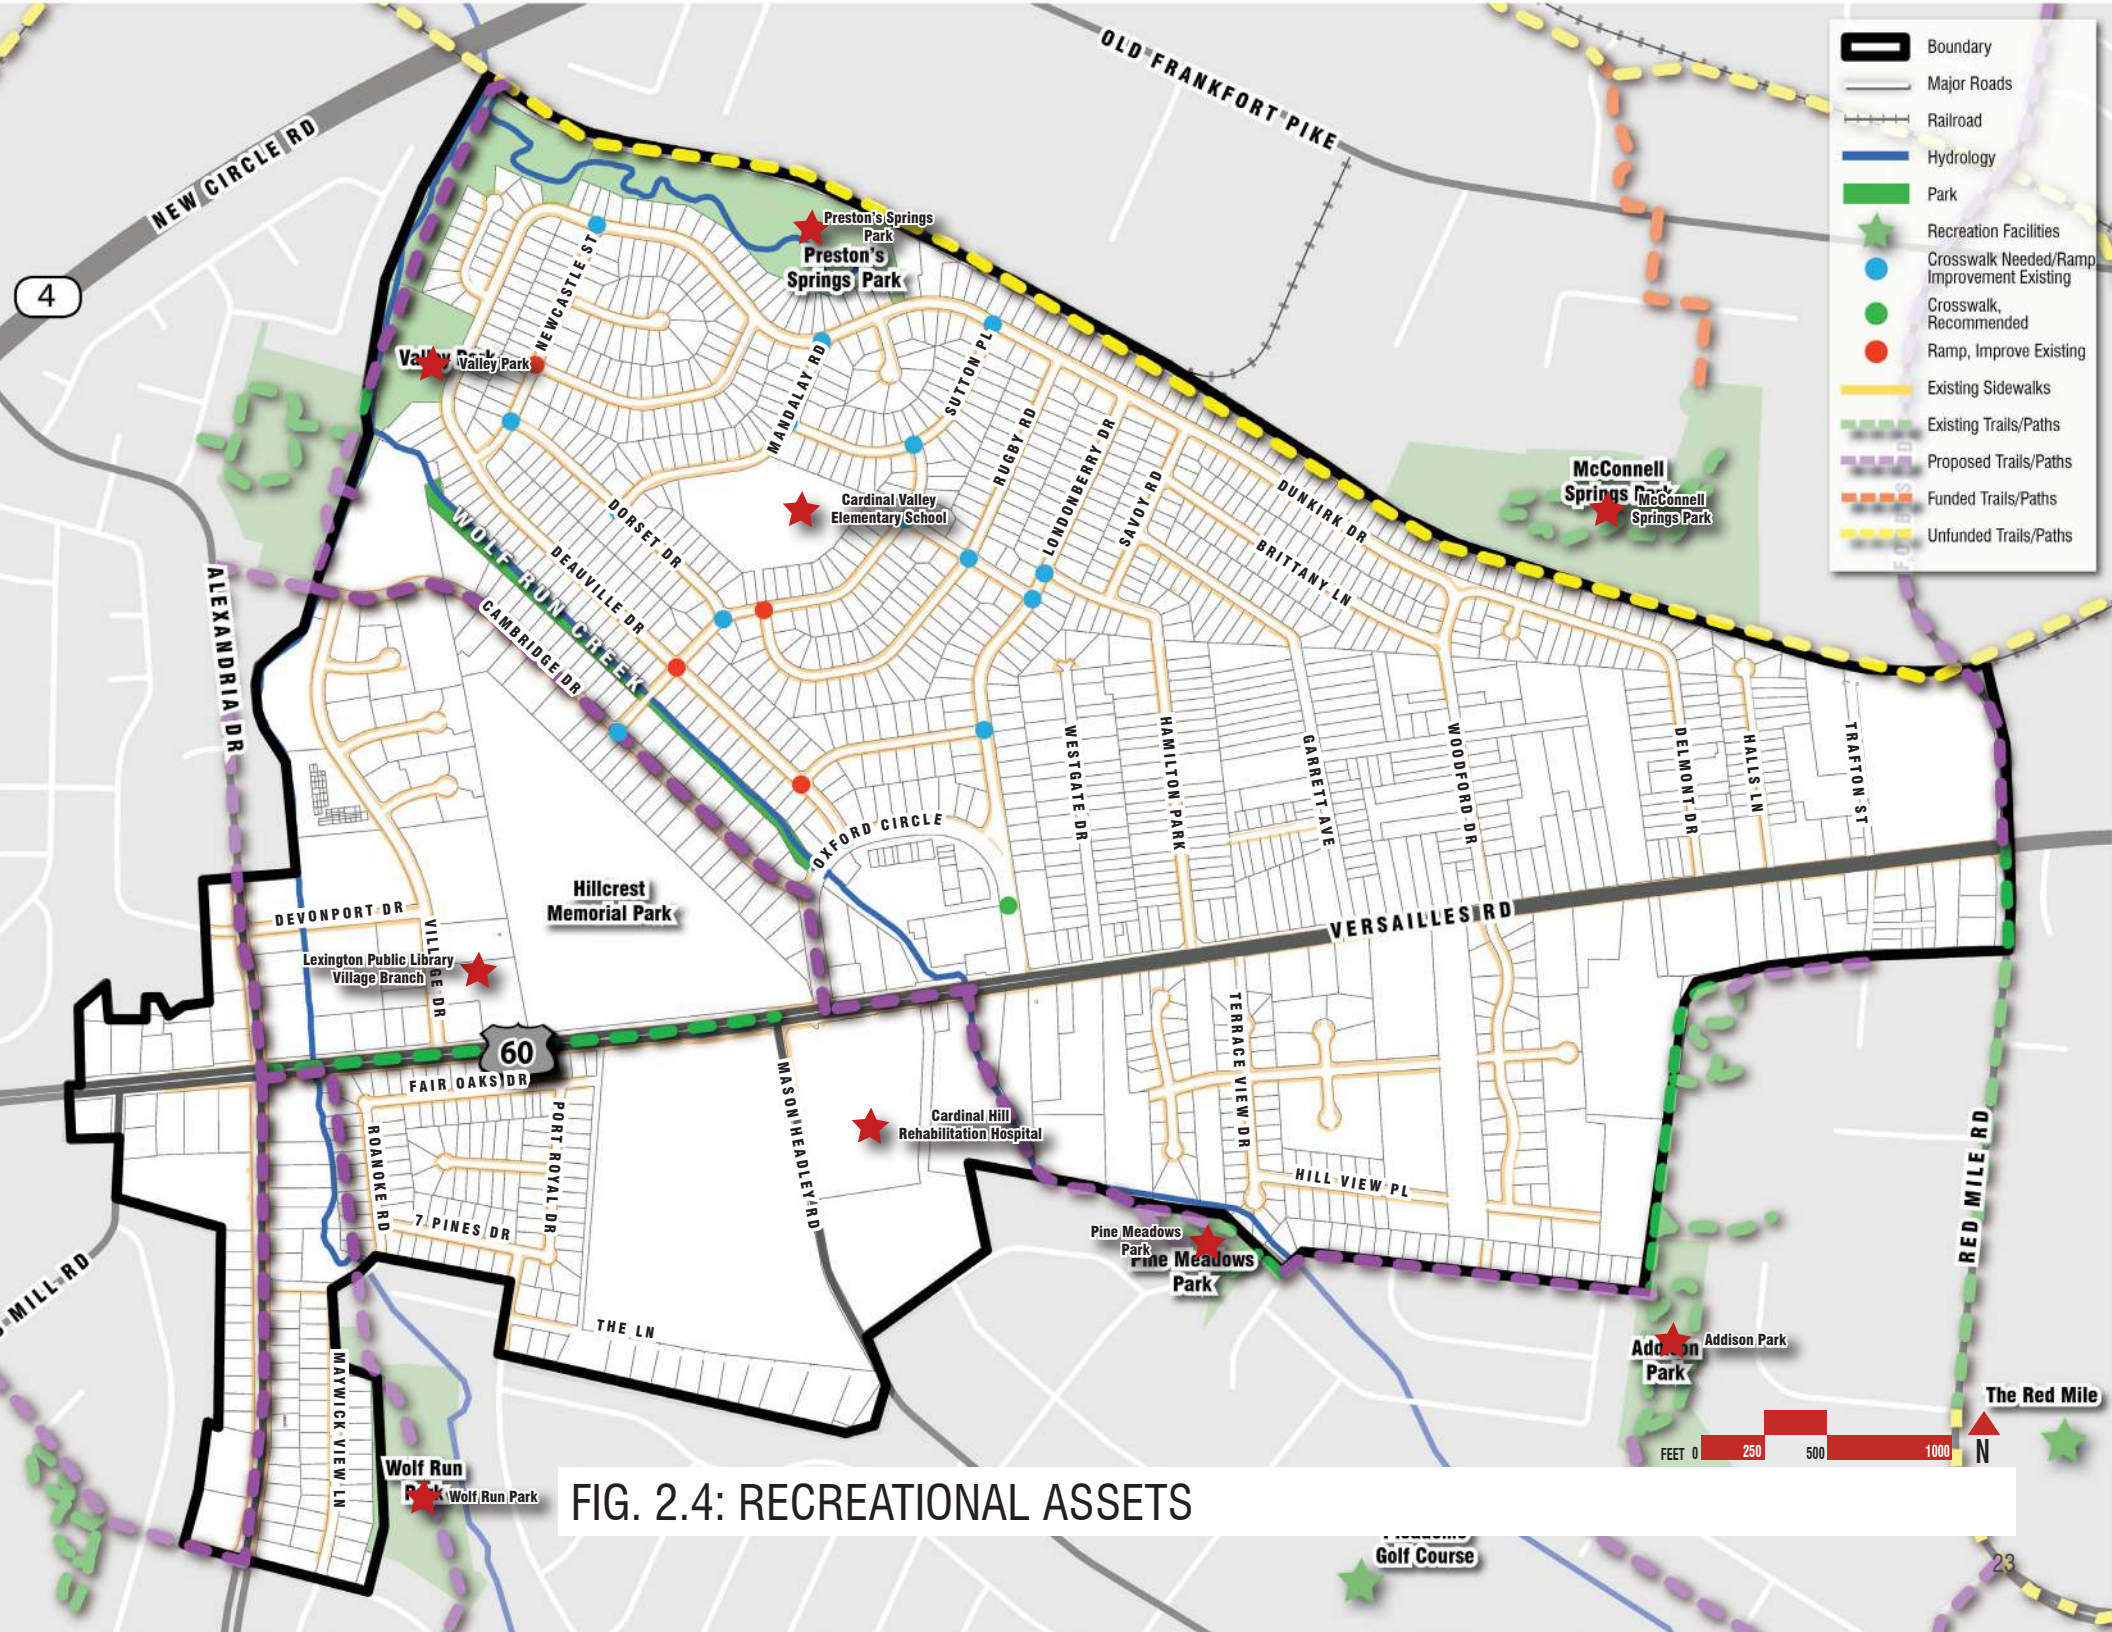 OLD FRANKFORT PIKE
NEW CIRCLE RD
4
Boundary
Major Roads
Railroad
Hydrology
Park
Recreation Facilities
Crosswalk Needed/Ramp
Improvement Existing
Crosswalk,
Recommended
Ramp, Improve Existing
Existing Sidewalks
Existing Trails/Paths
Proposed Trails/Paths
Funded Trails/Paths
Unfunded Trails/Paths
Preston's Springs
Park
Preston's
Springs Park
NEWCASTLE ST
Valley Park
MANDALAY RD
SUTTON PL
RUGBY RD
LONDONBERRY DR
SAVOY RD
DUNKIRK DR
BRITTANY LN
Cardinal Valley
Elementary School
McConnell
Springs Park
McConnell
Springs Park
DORSET DR
DEAUVILLE DR
WOLF RUN CREEK
CAMBRIDGE DR
ALEXANDRIA DR
WESTGATE DR
HAMILTON PARK
GARRETT AVE
WOODFORD DR
DELMONT DR
HALLS LN
TRAFTON ST
OXFORD CIRCLE
Hillcrest
Memorial Park
DEVONPORT DR
VILLAGE DR
Lexington Public Library
Village Branch
VERSAILLES RD
60
FAIR OAKS DR
ROANOKE RD
PORT ROYAL DR
7 PINES DR
MASON HEADLEY RD
Cardinal Hill
Rehabilitation Hospital
TERRACE VIEW DR
HILL VIEW PL
RED MILE RD
Pine Meadows
Park
Pine Meadows
Park
MILL RD
THE LN
MAYWICK VIEW LN
Addison
Park
Addison Park
The Red Mile
FEET 0 250 500 1000
N
Wolf Run
Park
Wolf Run Park
FIG. 2.4: RECREATIONAL ASSETS
Golf Course
23